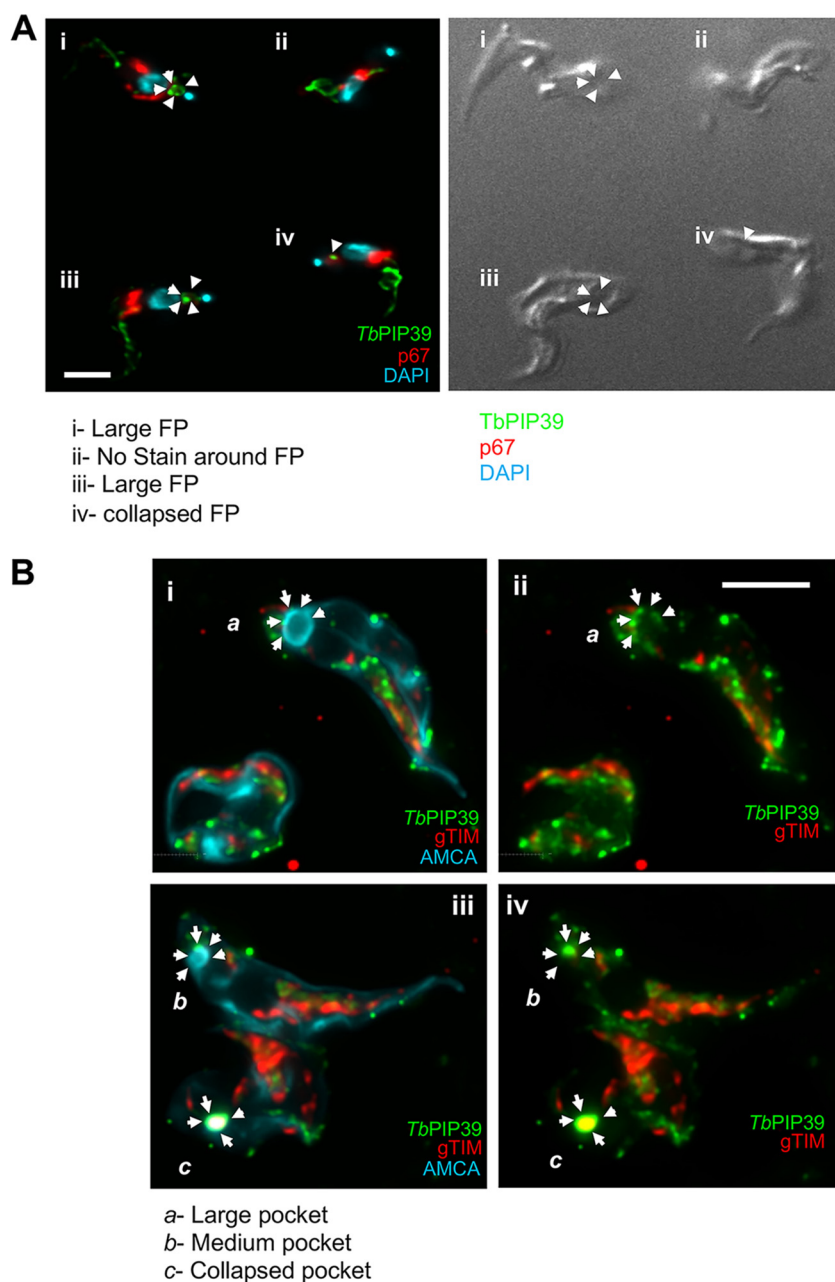 A
i
ii
iii
iv
TbPIP39
p67
DAPI
i
ii
iii
iv
i- Large FP
ii- No Stain around FP
iii- Large FP
iv- collapsed FP
TbPIP39
p67
DAPI
B
i
a
TbPIP39
gTIM
AMCA
ii
a
TbPIP39
gTIM
iii
b
c
TbPIP39
gTIM
AMCA
iv
b
c
TbPIP39
gTIM
a- Large pocket
b- Medium pocket
c- Collapsed pocket